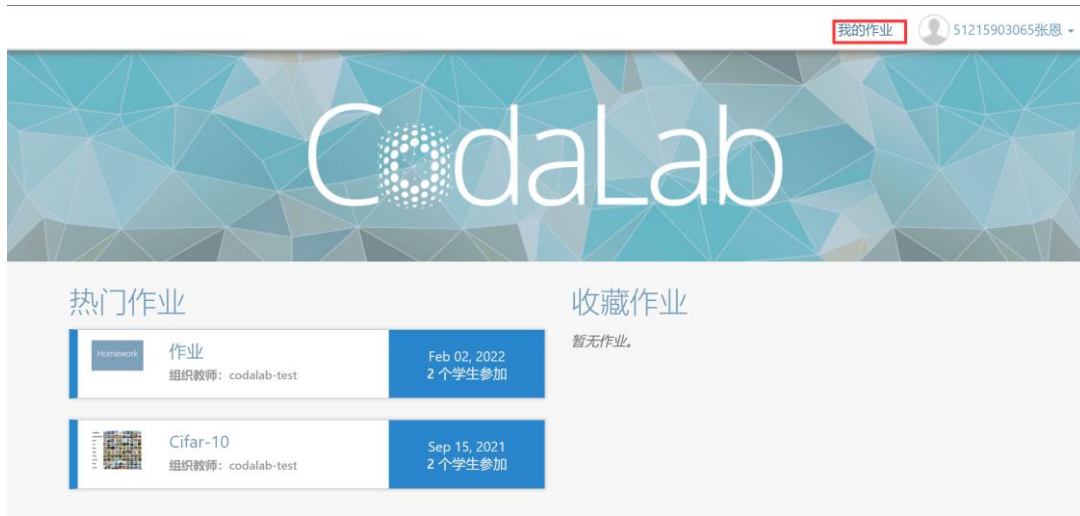 我的作业
51215903065张恩
CodaLab
热门作业
收藏作业
Homework
作业
组织教师：codalab-test
Feb 02, 2022
2 个学生参加
暂无作业。
Cifar-10
组织教师：codalab-test
Sep 15, 2021
2 个学生参加